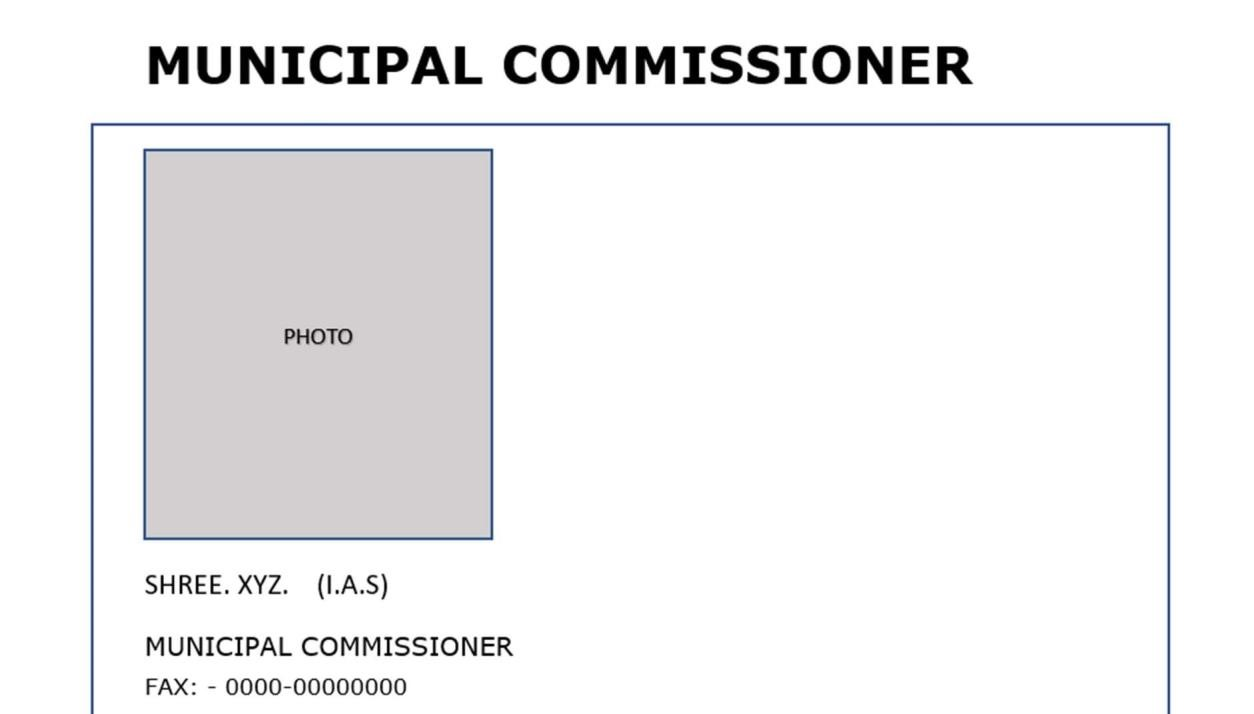 MUNICIPAL COMMISSIONER
PHOTO
SHREE. XYZ. (I.A.S)
MUNICIPAL COMMISSIONER
FAX: - 0000-00000000